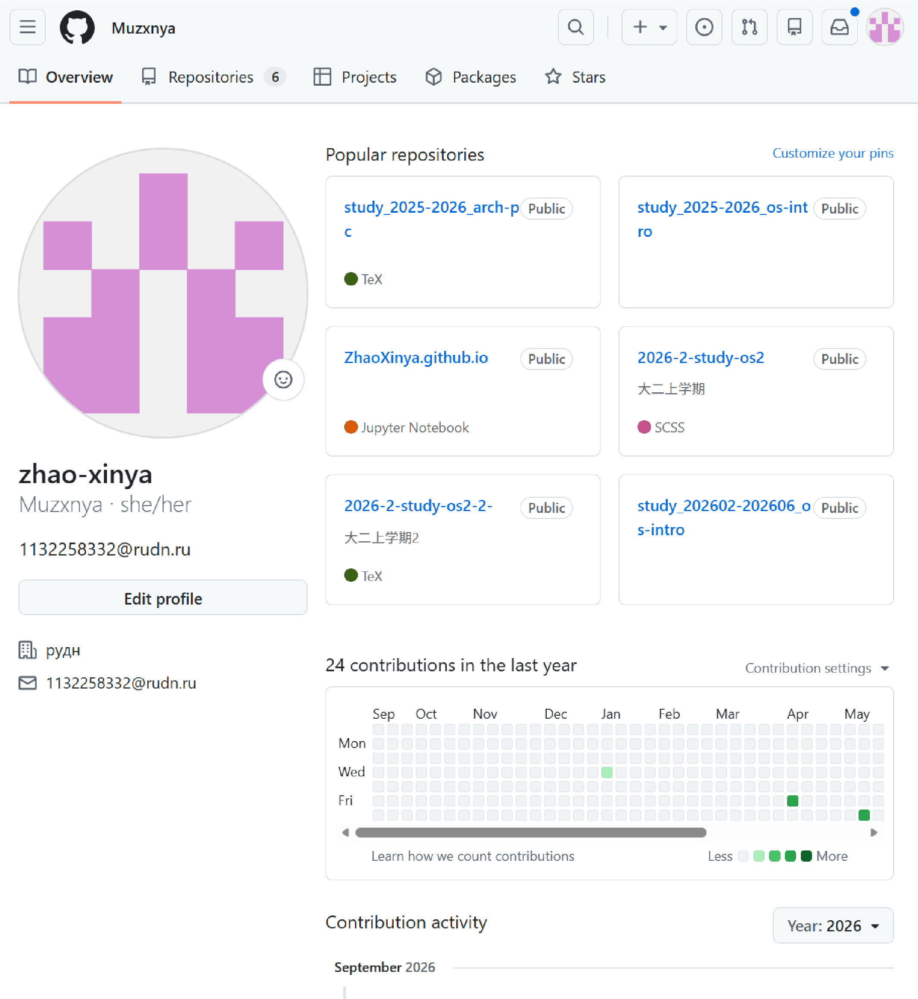 Muzxnya
Overview
Repositories 6
Projects
Packages
Stars
zhao-xinya
Muzxnya · she/her
1132258332@rudn.ru
Edit profile
рудн
1132258332@rudn.ru
Popular repositories
Customize your pins
study_2025-2026_arch-p
c
Public
TeX
study_2025-2026_os-int
ro
Public
ZhaoXinya.github.io
Public
Jupyter Notebook
2026-2-study-os2
Public
大二上学期
SCSS
2026-2-study-os2-2-
Public
大二上学期2
TeX
study_202602-202606_o
s-intro
Public
24 contributions in the last year
Contribution settings
Sep Oct Nov Dec Jan Feb Mar Apr May
Mon
Wed
Fri
Learn how we count contributions
Less
More
Contribution activity
Year: 2026
September 2026